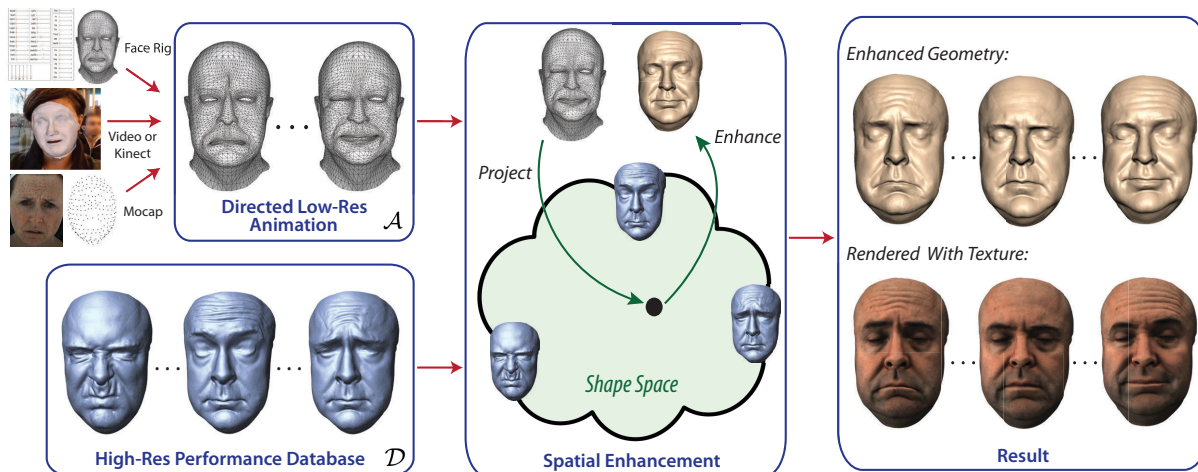 Face Rig
Video or
Kinect
Mocap
Directed Low-Res
Animation
𝒜
High-Res Performance Database
𝒟
Project
Enhance
Shape Space
Spatial Enhancement
Enhanced Geometry:
Rendered With Texture:
Result